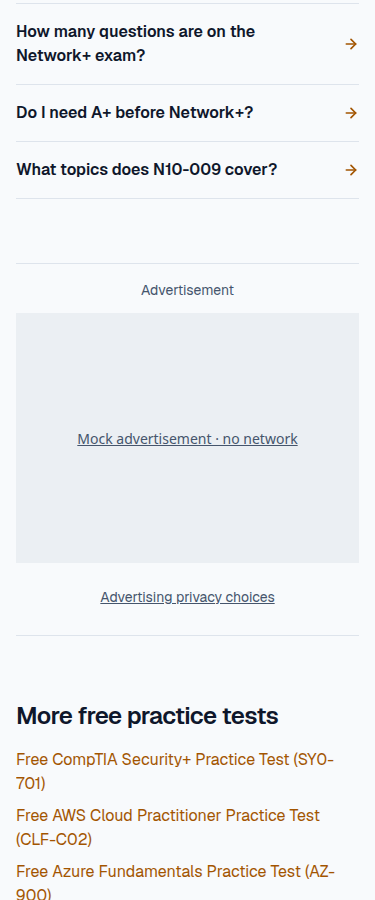 How many questions are on the
Network+ exam?
Do I need A+ before Network+?
What topics does N10-009 cover?
Advertisement
Mock advertisement · no network
Advertising privacy choices
More free practice tests
Free CompTIA Security+ Practice Test (SY0-
701)
Free AWS Cloud Practitioner Practice Test
(CLF-C02)
Free Azure Fundamentals Practice Test (AZ-
900)